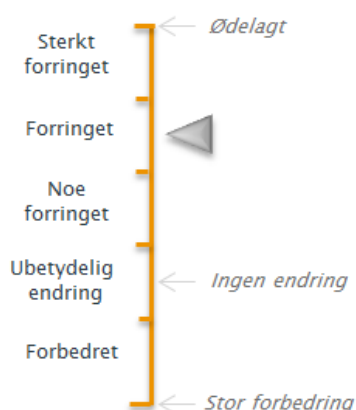 Ødelagt
Sterkt
forringet
Forringet
Noe
forringet
Ubetydelig
endring
Ingen endring
Forbedret
Stor forbedring